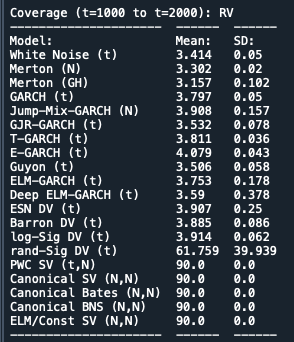 Coverage (t=1000 to t=2000): RV
Model: Mean: SD:
White Noise (t) 3.414 0.05
Merton (N) 3.302 0.02
Merton (GH) 3.157 0.102
GARCH (t) 3.797 0.05
Jump-Mix-GARCH (N) 3.908 0.157
GJR-GARCH (t) 3.532 0.078
T-GARCH (t) 3.811 0.036
E-GARCH (t) 4.079 0.043
Guyon (t) 3.506 0.058
ELM-GARCH (t) 3.753 0.178
Deep ELM-GARCH (t) 3.59 0.378
ESN DV (t) 3.907 0.25
Barron DV (t) 3.885 0.086
log-Sig DV (t) 3.914 0.062
rand-Sig DV (t) 61.759 39.939
PWC SV (t,N) 90.0 0.0
Canonical SV (N,N) 90.0 0.0
Canonical Bates (N,N) 90.0 0.0
Canonical BNS (N,N) 90.0 0.0
ELM/Const SV (N,N) 90.0 0.0